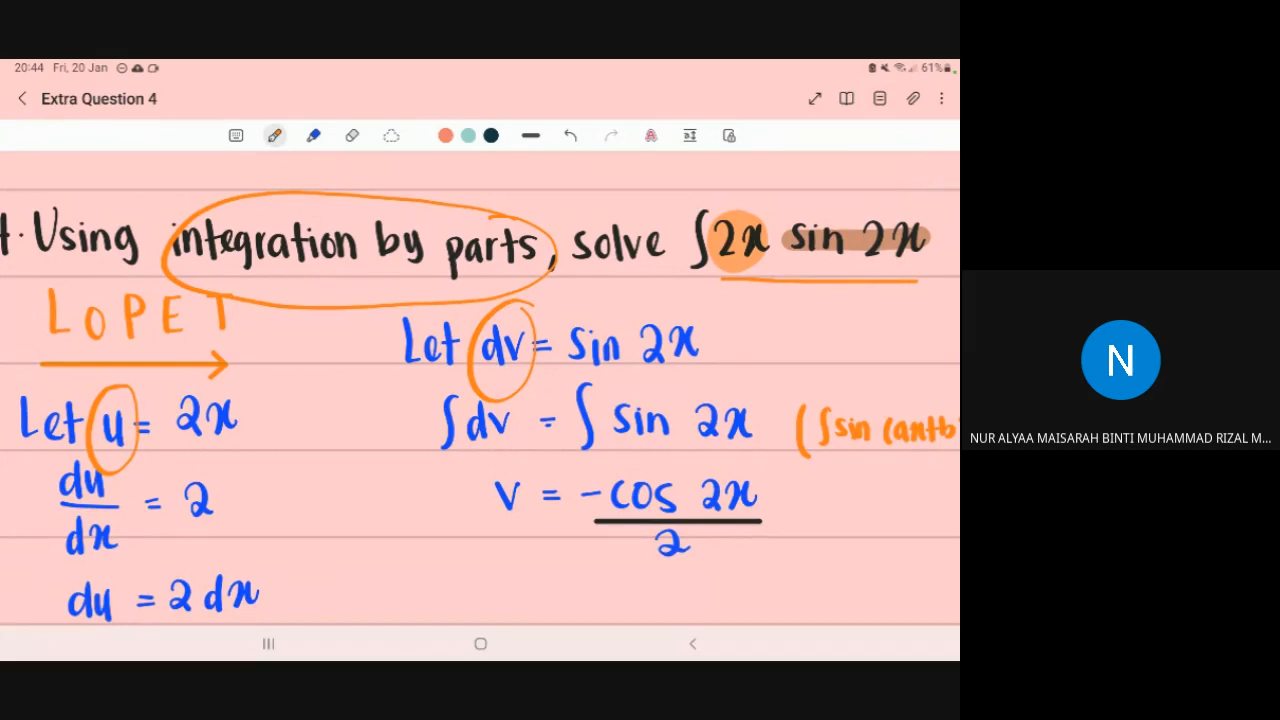 20:44 Fri, 20 Jan
61%
Extra Question 4
. Using integration by parts, solve ∫ 2x sin 2x
LOPET
Let u = 2x
du/dx = 2
du = 2 dx
Let dv = sin 2x
∫ dv = ∫ sin 2x (∫ sin (ax+b
v = -cos 2x / 2
N
NUR ALYAA MAISARAH BINTI MUHAMMAD RIZAL M...